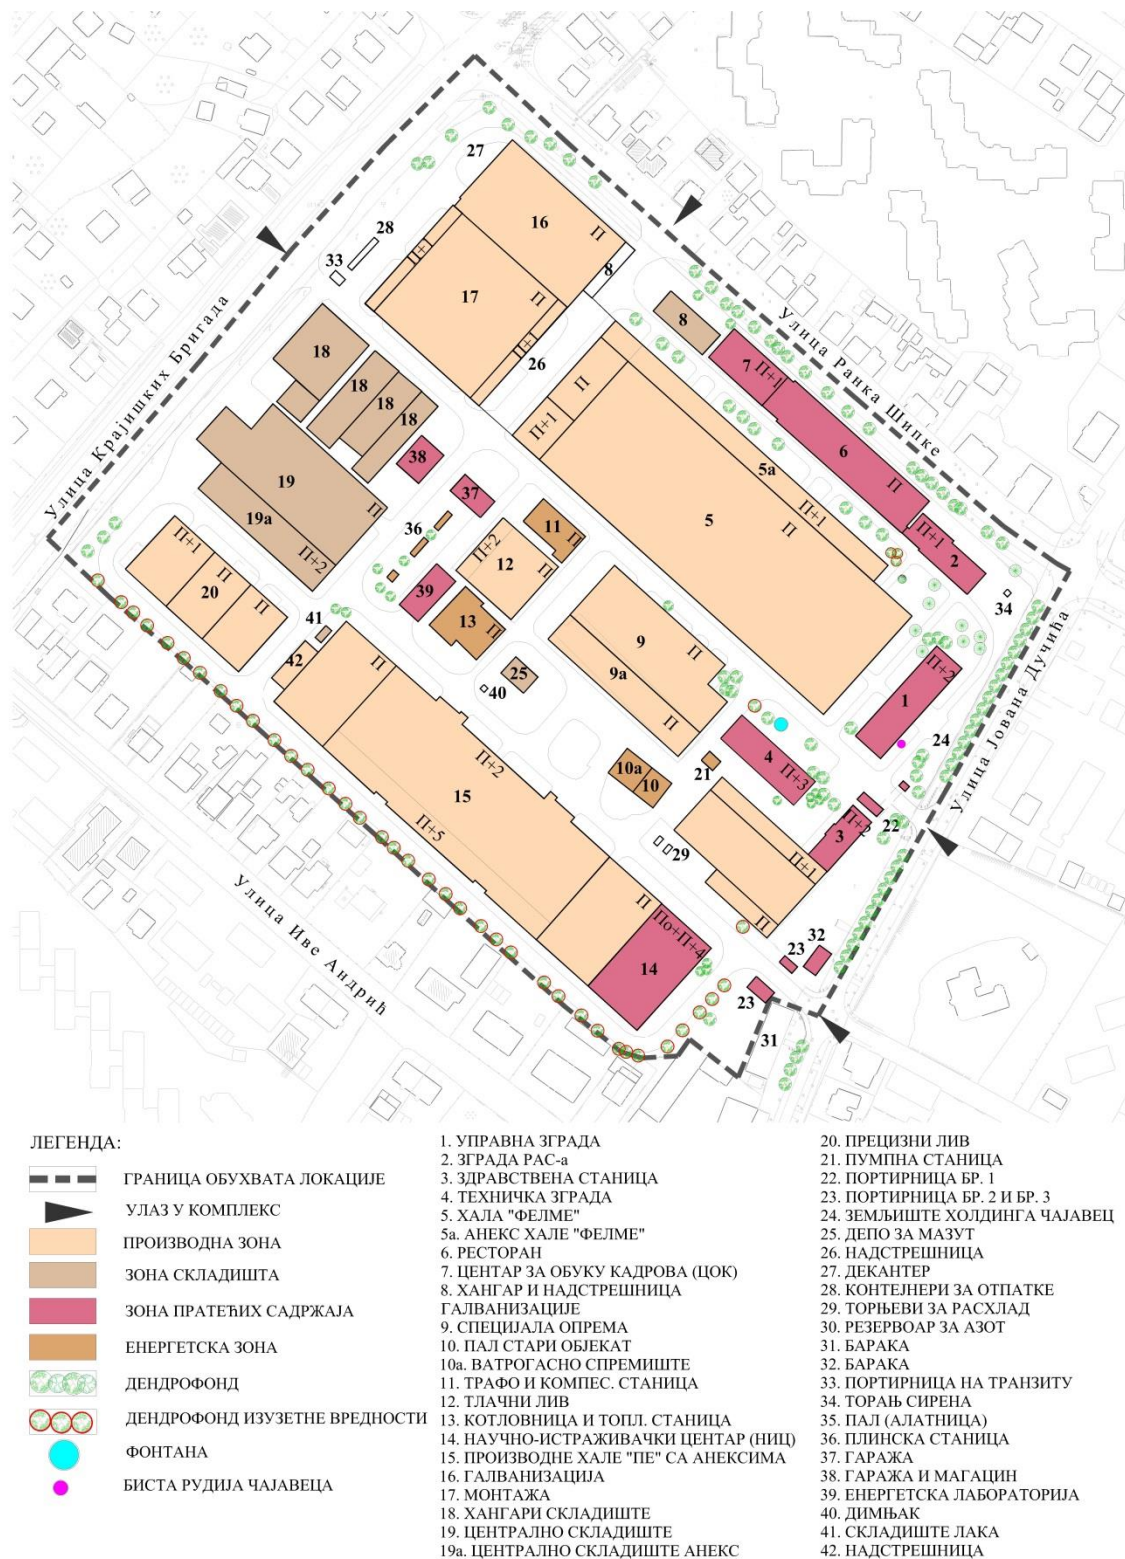 27
16
П
28
П+1
33
8
17
П
Улица Крајишких Бригада
8
Улица Ранка Шипке
П+1
26
7
П+1
18
П
18
18
П+1
18
6
38
5а
П
19
37
5
П+1
П
П
19а
П+2
36
11
П
П+1
П+2
12
П
П+1
2
20
П
П
39
34
41
13
П
9
42
П
25
9а
П+2
1
40
П
24
Улица Јована Дучића
П+2
10а
21
4
П+3
15
10
22
П+5
3
29
П+1
Улица Иве Андрић
П
П
По+П+4
32
14
23
23
31
ЛЕГЕНДА:
ГРАНИЦА ОБУХВАТА ЛОКАЦИЈЕ
УЛАЗ У КОМПЛЕКС
ПРОИЗВОДНА ЗОНА
ЗОНА СКЛАДИШТА
ЗОНА ПРАТЕЋИХ САДРЖАЈА
ЕНЕРГЕТСКА ЗОНА
ДЕНДРОФОНД
ДЕНДРОФОНД ИЗУЗЕТНЕ ВРЕДНОСТИ
ФОНТАНА
БИСТА РУДИЈА ЧАЈАВЕЦА
1. УПРАВНА ЗГРАДА
2. ЗГРАДА РАС-а
3. ЗДРАВСТВЕНА СТАНИЦА
4. ТЕХНИЧКА ЗГРАДА
5. ХАЛА "ФЕЛМЕ"
5а. АНЕКС ХАЛЕ "ФЕЛМЕ"
6. РЕСТОРАН
7. ЦЕНТАР ЗА ОБУКУ КАДРОВА (ЦОК)
8. ХАНГАР И НАДСТРЕШНИЦА
ГАЛВАНИЗАЦИЈЕ
9. СПЕЦИЈАЛА ОПРЕМА
10. ПАЛ СТАРИ ОБЈЕКАТ
10а. ВАТРОГАСНО СПРЕМИШТЕ
11. ТРАФО И КОМПЕС. СТАНИЦА
12. ТЛАЧНИ ЛИВ
13. КОТЛОВНИЦА И ТОПЛ. СТАНИЦА
14. НАУЧНО-ИСТРАЖИВАЧКИ ЦЕНТАР (НИЦ)
15. ПРОИЗВОДНЕ ХАЛЕ "ПЕ" СА АНЕКСИМА
16. ГАЛВАНИЗАЦИЈА
17. МОНТАЖА
18. ХАНГАРИ СКЛАДИШТЕ
19. ЦЕНТРАЛНО СКЛАДИШТЕ
19а. ЦЕНТРАЛНО СКЛАДИШТЕ АНЕКС
20. ПРЕЦИЗНИ ЛИВ
21. ПУМПНА СТАНИЦА
22. ПОРТИРНИЦА БР. 1
23. ПОРТИРНИЦА БР. 2 И БР. 3
24. ЗЕМЉИШТЕ ХОЛДИНГА ЧАЈАВЕЦ
25. ДЕПО ЗА МАЗУТ
26. НАДСТРЕШНИЦА
27. ДЕКАНТЕР
28. КОНТЕЈНЕРИ ЗА ОТПАТКЕ
29. ТОРЊЕВИ ЗА РАСХЛАД
30. РЕЗЕРВОАР ЗА АЗОТ
31. БАРАКА
32. БАРАКА
33. ПОРТИРНИЦА НА ТРАНЗИТУ
34. ТОРАЊ СИРЕНА
35. ПАЛ (АЛАТНИЦА)
36. ПЛИНСКА СТАНИЦА
37. ГАРАЖА
38. ГАРАЖА И МАГАЦИН
39. ЕНЕРГЕТСКА ЛАБОРАТОРИЈА
40. ДИМЊАК
41. СКЛАДИШТЕ ЛАКА
42. НАДСТРЕШНИЦА